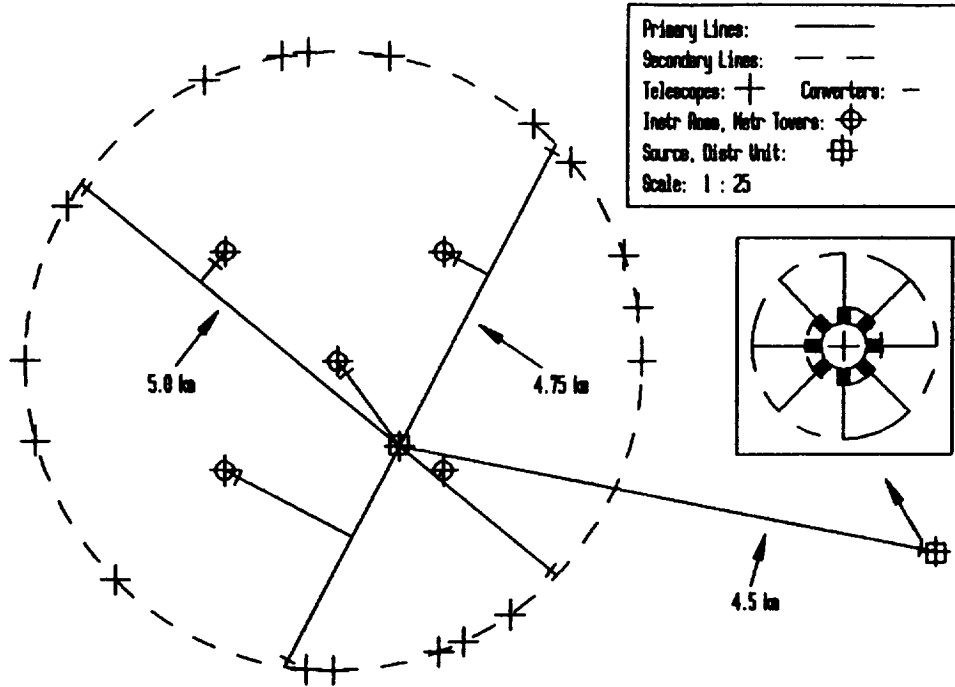 Primary Lines:
Secondary Lines:
Telescopes: Converters:
Instr Rses, Metr Towers:
Source, Distr Unit:
Scale: 1 : 25
5.0 km
4.75 km
4.5 km